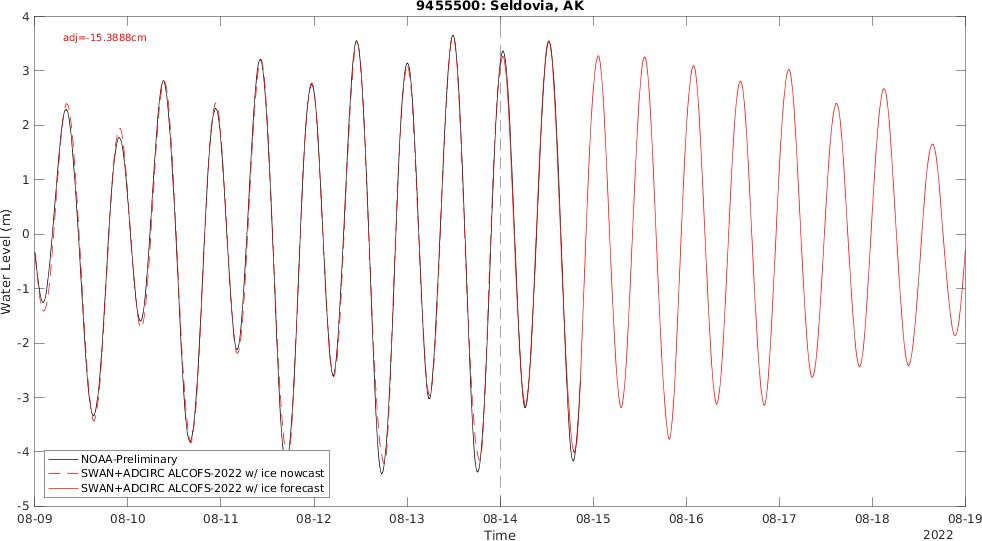 9455500: Seldovia, AK
adj=-15.3888cm
4
3
2
1
0
-1
-2
-3
-4
-5
Water Level (m)
NOAA-Preliminary
SWAN+ADCIRC ALCOFS-2022 w/ ice nowcast
SWAN+ADCIRC ALCOFS-2022 w/ ice forecast
08-09 08-10 08-11 08-12 08-13 08-14 08-15 08-16 08-17 08-18 08-19
Time
2022